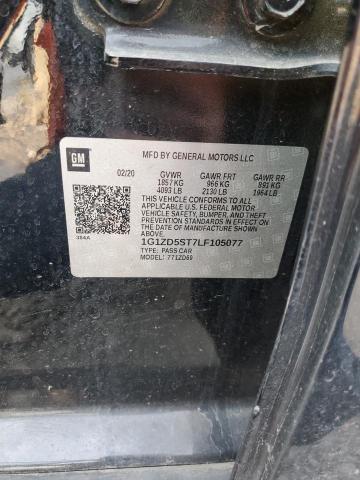 GM
MFD BY GENERAL MOTORS LLC
02/20 GVWR GAWR FRT GAWR RR
1857 KG 966 KG 891 KG
4093 LB 2130 LB 1964 LB
THIS VEHICLE CONFORMS TO ALL APPLICABLE
U.S. FEDERAL MOTOR
VEHICLE SAFETY, BUMPER, AND THEFT
PREVENTION STANDARDS IN EFFECT ON THE
DATE OF MANUFACTURE SHOWN ABOVE.
384A
1G1ZD5ST7LF105077
TYPE: PASS CAR
MODEL: 771ZD69